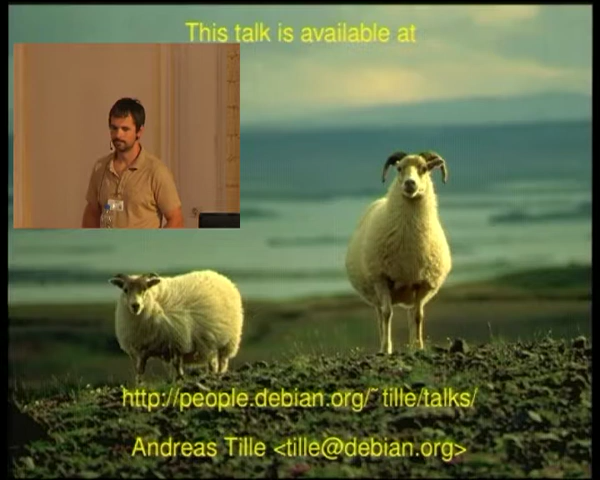 This talk is available at
http://people.debian.org/~tille/talks/
Andreas Tille <tille@debian.org>